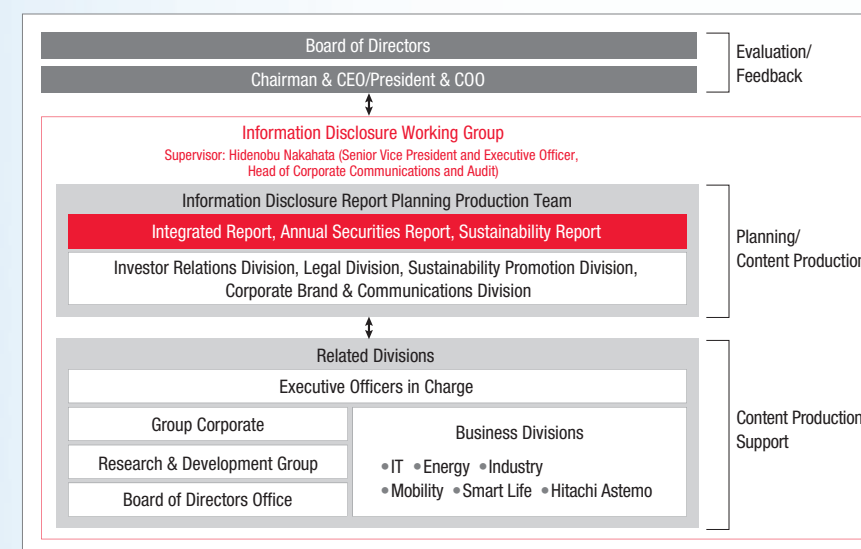 Board of Directors
Chairman & CEO/President & COO
Evaluation/
Feedback
Information Disclosure Working Group
Supervisor: Hidenobu Nakahata (Senior Vice President and Executive Officer,
Head of Corporate Communications and Audit)
Information Disclosure Report Planning Production Team
Integrated Report, Annual Securities Report, Sustainability Report
Investor Relations Division, Legal Division, Sustainability Promotion Division,
Corporate Brand & Communications Division
Planning/
Content Production
Related Divisions
Executive Officers in Charge
Group Corporate
Research & Development Group
Board of Directors Office
Business Divisions
•IT •Energy •Industry
•Mobility •Smart Life •Hitachi Astemo
Content Production
Support